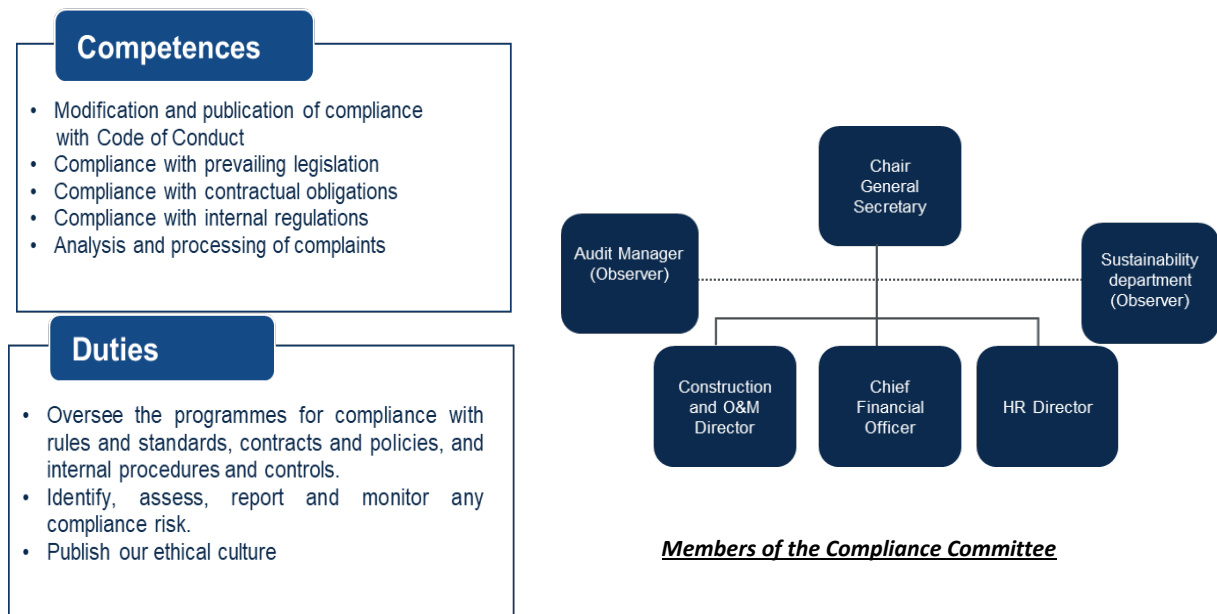 Competences
• Modification and publication of compliance
with Code of Conduct
• Compliance with prevailing legislation
• Compliance with contractual obligations
• Compliance with internal regulations
• Analysis and processing of complaints
Duties
• Oversee the programmes for compliance with
rules and standards, contracts and policies, and
internal procedures and controls.
• Identify, assess, report and monitor any
compliance risk.
• Publish our ethical culture
Chair
General
Secretary
Audit Manager
(Observer)
Sustainability
department
(Observer)
Construction
and O&M
Director
Chief
Financial
Officer
HR Director
Members of the Compliance Committee